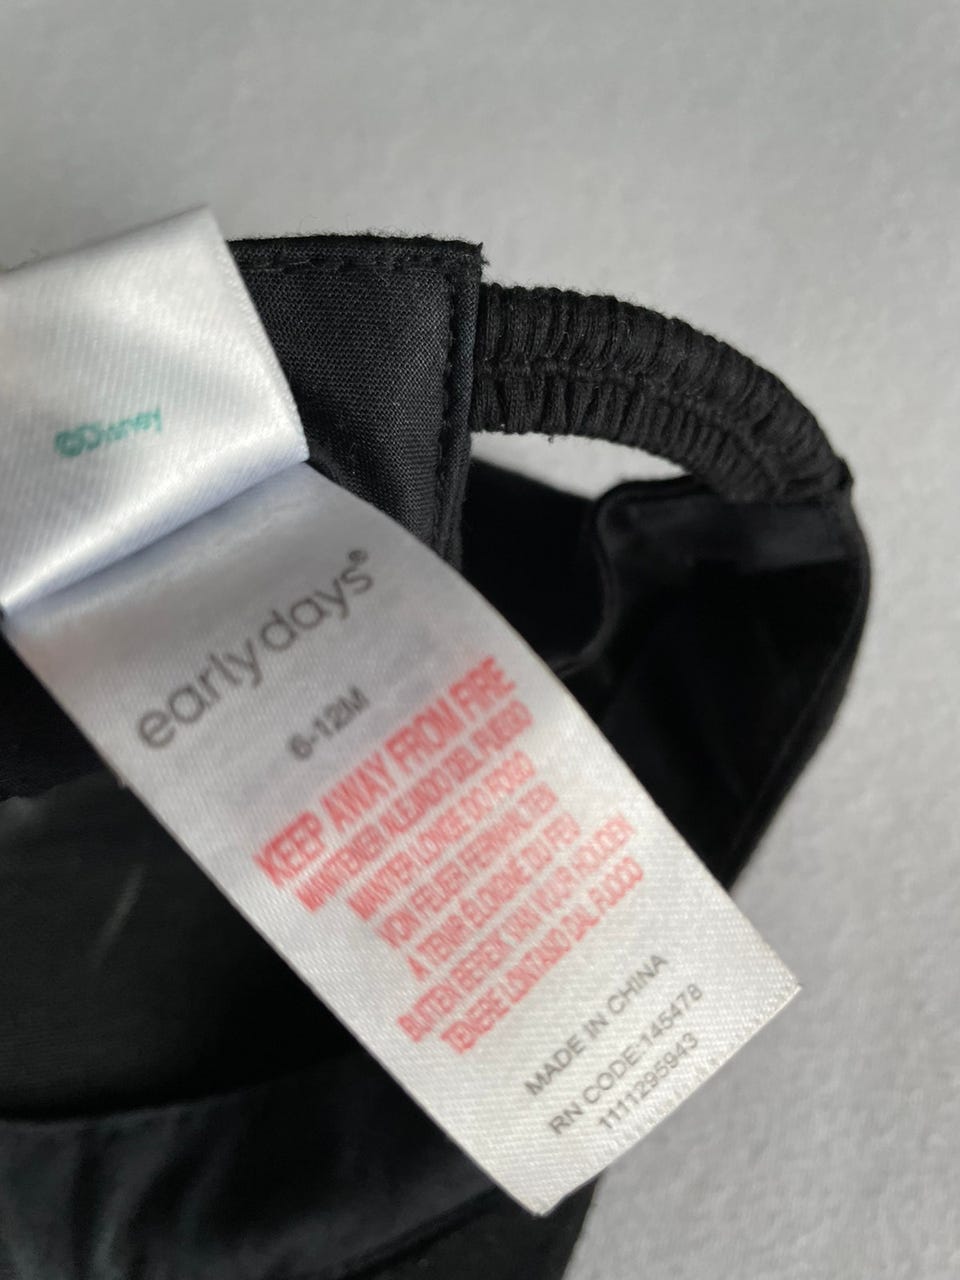 ©Disney
early days®
6-12M
KEEP AWAY FROM FIRE
MANTENER ALEJADO DEL FUEGO
MANTER LONGE DO FOGO
VON FEUER FERNHALTEN
A TENIR ÉLOIGNÉ DU FEU
BUITEN BEREIK VAN VUUR HOUDEN
TENERE LONTANO DAL FUOCO
MADE IN CHINA
RN CODE:145478
1111295943